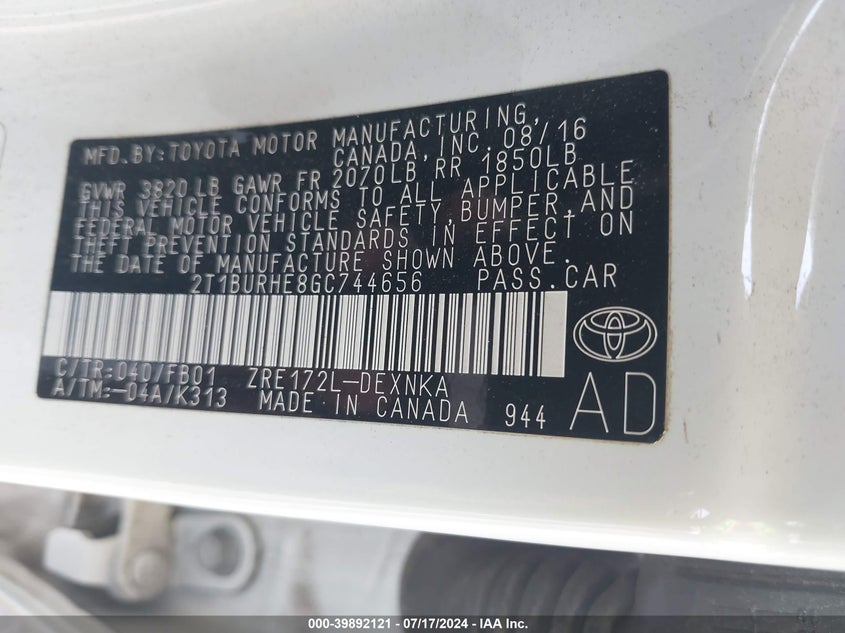 MFD.BY:TOYOTA MOTOR MANUFACTURING,
CANADA, INC. 08/16
GVWR 3820LB GAWR FR 2070LB, RR 1850LB
THIS VEHICLE CONFORMS TO ALL APPLICABLE
FEDERAL MOTOR VEHICLE SAFETY, BUMPER, AND
THEFT PREVENTION STANDARDS IN EFFECT ON
THE DATE OF MANUFACTURE SHOWN ABOVE.
2T1BURHE8GC744656 PASS.CAR
C/TR:040/FB01 ZRE172L-DEXNKA
A/TM:-04A/K313 MADE IN CANADA 944
AD
000-39892121 - 07/17/2024 - IAA Inc.